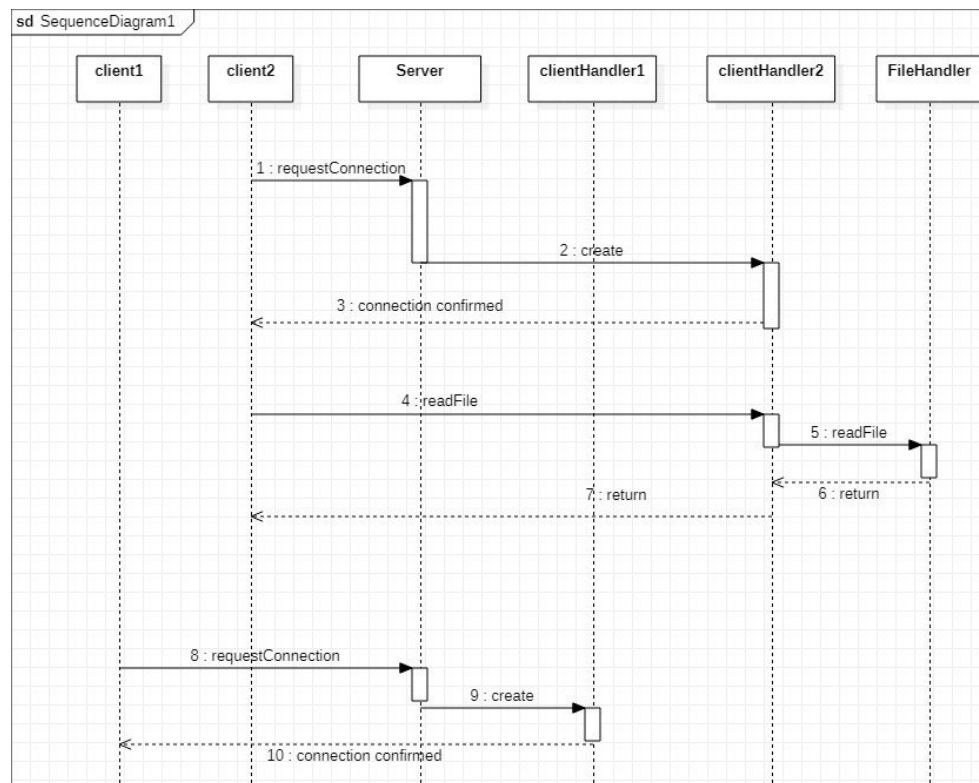 sd SequenceDiagram1
client1
client2
Server
clientHandler1
clientHandler2
FileHandler
1 : requestConnection
2 : create
3 : connection confirmed
4 : readFile
5 : readFile
6 : return
7 : return
8 : requestConnection
9 : create
10 : connection confirmed